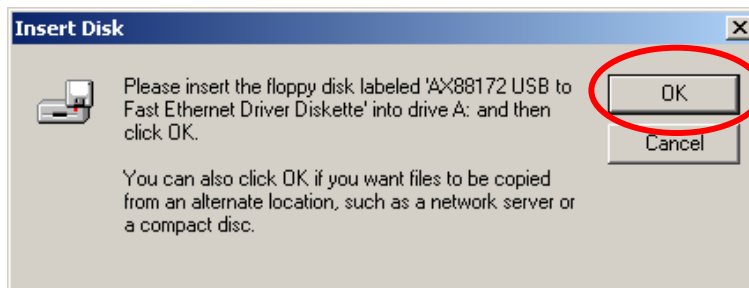 Insert Disk
Please insert the floppy disk labeled 'AX88172 USB to
Fast Ethernet Driver Diskette' into drive A: and then
click OK.
You can also click OK if you want files to be copied
from an alternate location, such as a network server or
a compact disc.
OK
Cancel